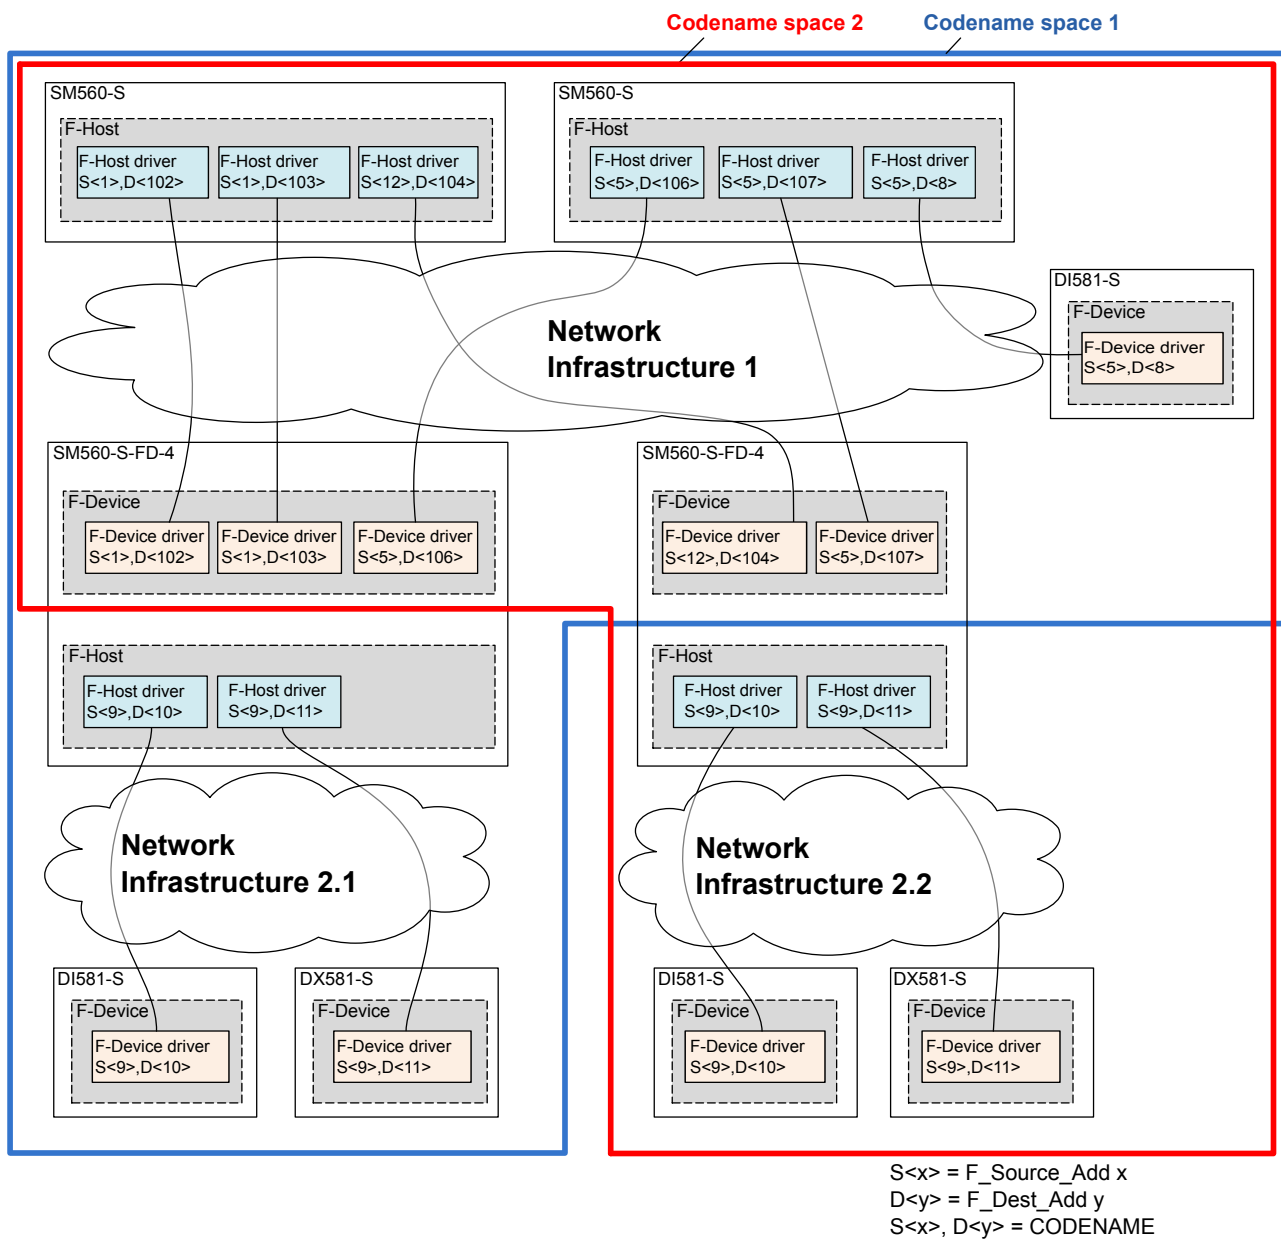 Codename space 2
Codename space 1
SM560-S
F-Host
F-Host driver
S<1>,D<102>
F-Host driver
S<1>,D<103>
F-Host driver
S<12>,D<104>
SM560-S
F-Host
F-Host driver
S<5>,D<106>
F-Host driver
S<5>,D<107>
F-Host driver
S<5>,D<8>
Network
Infrastructure 1
DI581-S
F-Device
F-Device driver
S<5>,D<8>
SM560-S-FD-4
F-Device
F-Device driver
S<1>,D<102>
F-Device driver
S<1>,D<103>
F-Device driver
S<5>,D<106>
SM560-S-FD-4
F-Device
F-Device driver
S<12>,D<104>
F-Device driver
S<5>,D<107>
F-Host
F-Host driver
S<9>,D<10>
F-Host driver
S<9>,D<11>
F-Host
F-Host driver
S<9>,D<10>
F-Host driver
S<9>,D<11>
Network
Infrastructure 2.1
Network
Infrastructure 2.2
DI581-S
F-Device
F-Device driver
S<9>,D<10>
DX581-S
F-Device
F-Device driver
S<9>,D<11>
DI581-S
F-Device
F-Device driver
S<9>,D<10>
DX581-S
F-Device
F-Device driver
S<9>,D<11>
S<x> = F_Source_Add x
D<y> = F_Dest_Add y
S<x>, D<y> = CODENAME